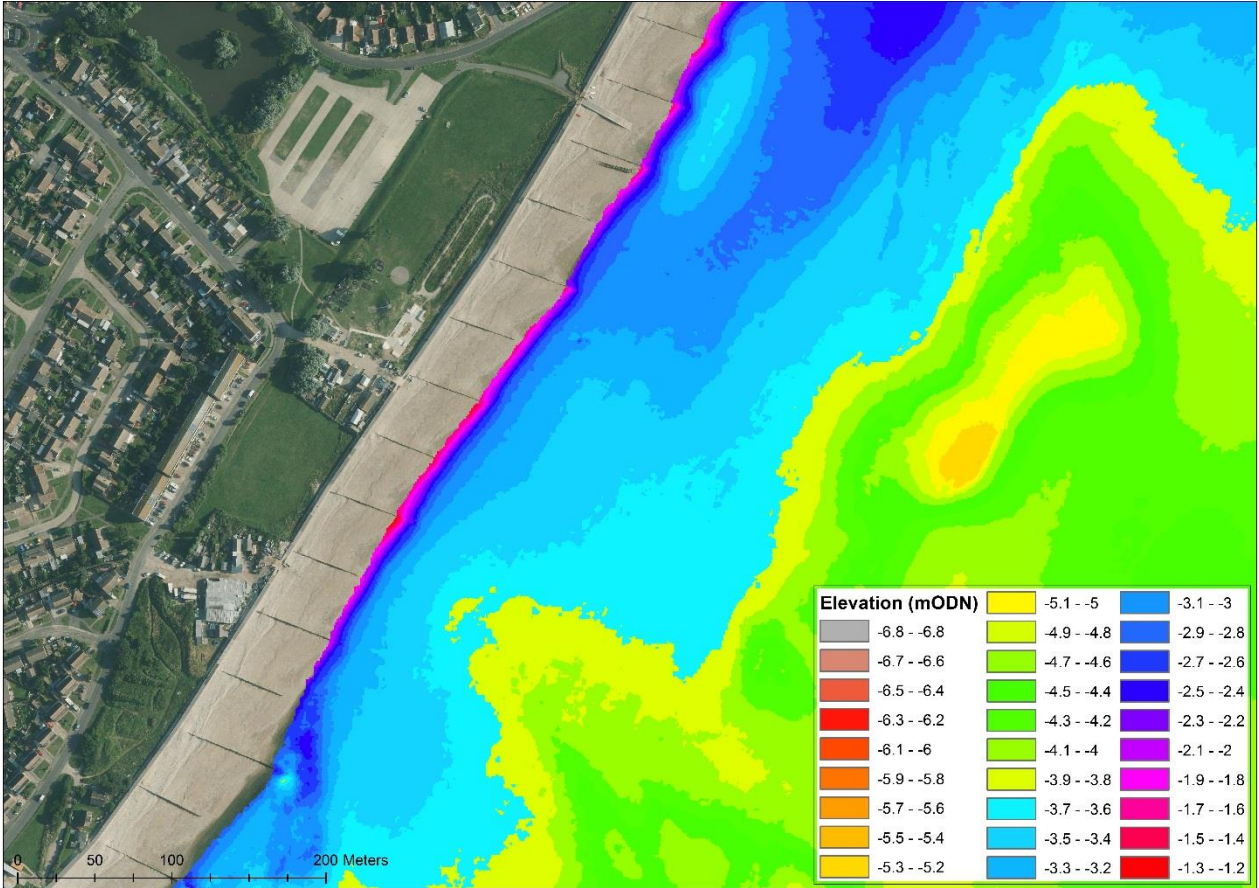 Elevation (mODN)
-6.8 - -6.8
-6.7 - -6.6
-6.5 - -6.4
-6.3 - -6.2
-6.1 - -6
-5.9 - -5.8
-5.7 - -5.6
-5.5 - -5.4
-5.3 - -5.2
-5.1 - -5
-4.9 - -4.8
-4.7 - -4.6
-4.5 - -4.4
-4.3 - -4.2
-4.1 - -4
-3.9 - -3.8
-3.7 - -3.6
-3.5 - -3.4
-3.3 - -3.2
-3.1 - -3
-2.9 - -2.8
-2.7 - -2.6
-2.5 - -2.4
-2.3 - -2.2
-2.1 - -2
-1.9 - -1.8
-1.7 - -1.6
-1.5 - -1.4
-1.3 - -1.2
0 50 100 200 Meters